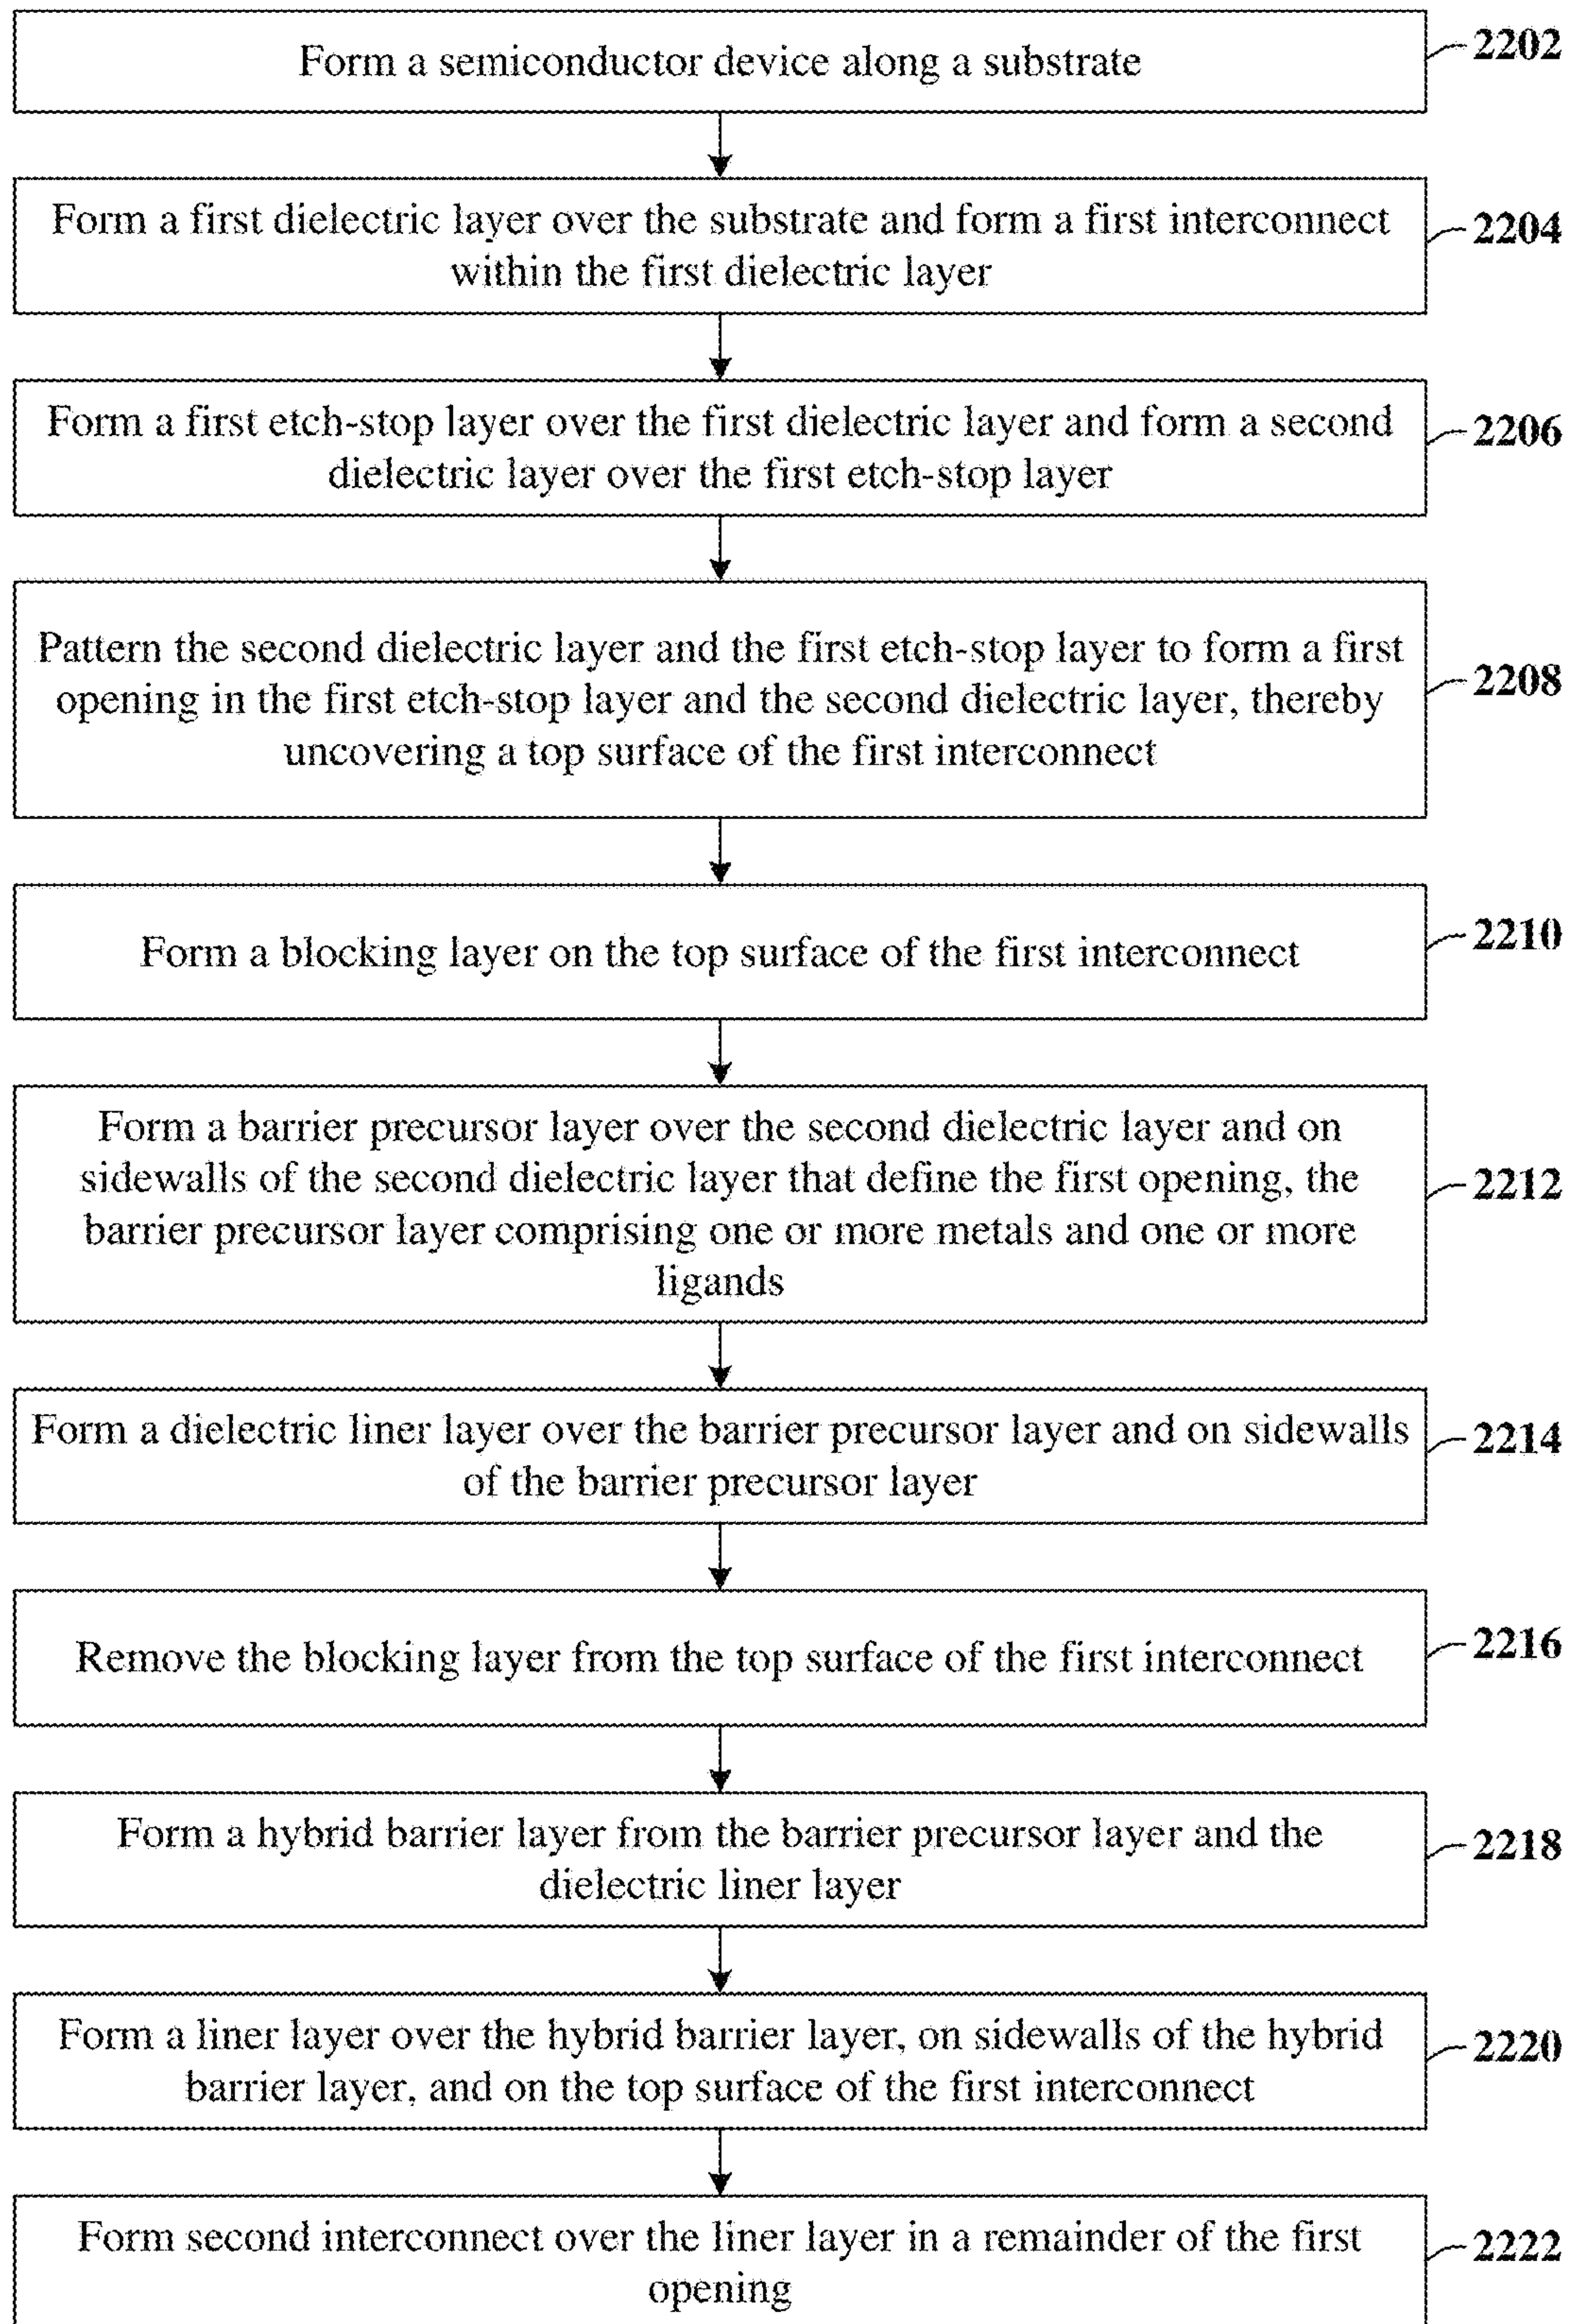 Form a semiconductor device along a substrate
2202
Form a first dielectric layer over the substrate and form a first interconnect
within the first dielectric layer
2204
Form a first etch-stop layer over the first dielectric layer and form a second
dielectric layer over the first etch-stop layer
2206
Pattern the second dielectric layer and the first etch-stop layer to form a first
opening in the first etch-stop layer and the second dielectric layer, thereby
uncovering a top surface of the first interconnect
2208
Form a blocking layer on the top surface of the first interconnect
2210
Form a barrier precursor layer over the second dielectric layer and on
sidewalls of the second dielectric layer that define the first opening, the
barrier precursor layer comprising one or more metals and one or more
ligands
2212
Form a dielectric liner layer over the barrier precursor layer and on sidewalls
of the barrier precursor layer
2214
Remove the blocking layer from the top surface of the first interconnect
2216
Form a hybrid barrier layer from the barrier precursor layer and the
dielectric liner layer
2218
Form a liner layer over the hybrid barrier layer, on sidewalls of the hybrid
barrier layer, and on the top surface of the first interconnect
2220
Form second interconnect over the liner layer in a remainder of the first
opening
2222